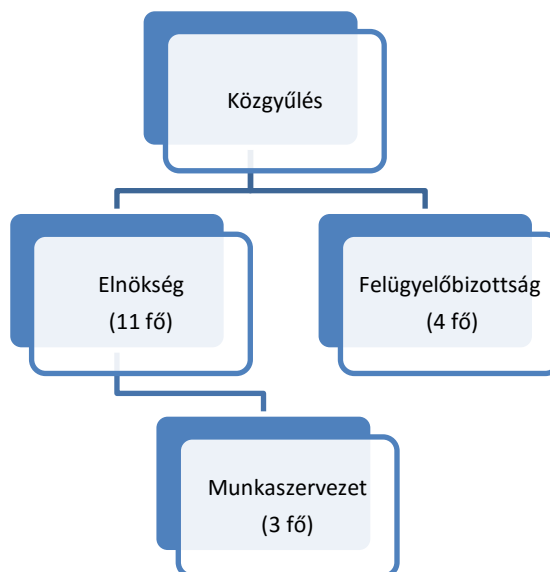 Közgyűlés
Elnökség
(11 fő)
Felügyelőbizottság
(4 fő)
Munkaszervezet
(3 fő)